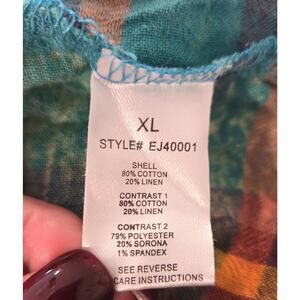 XL
STYLE# EJ40001
SHELL
80% COTTON
20% LINEN
CONTRAST 1
80% COTTON
20% LINEN
CONTRAST 2
79% POLYESTER
20% SORONA
1% SPANDEX
SEE REVERSE
CARE INSTRUCTIONS